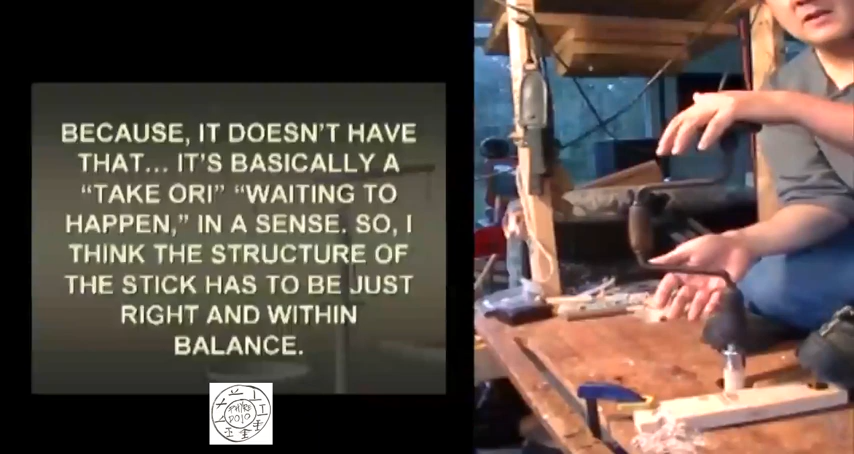 BECAUSE, IT DOESN'T HAVE
THAT... IT'S BASICALLY A
“TAKE ORI” “WAITING TO
HAPPEN,” IN A SENSE. SO, I
THINK THE STRUCTURE OF
THE STICK HAS TO BE JUST
RIGHT AND WITHIN
BALANCE.
DOJO